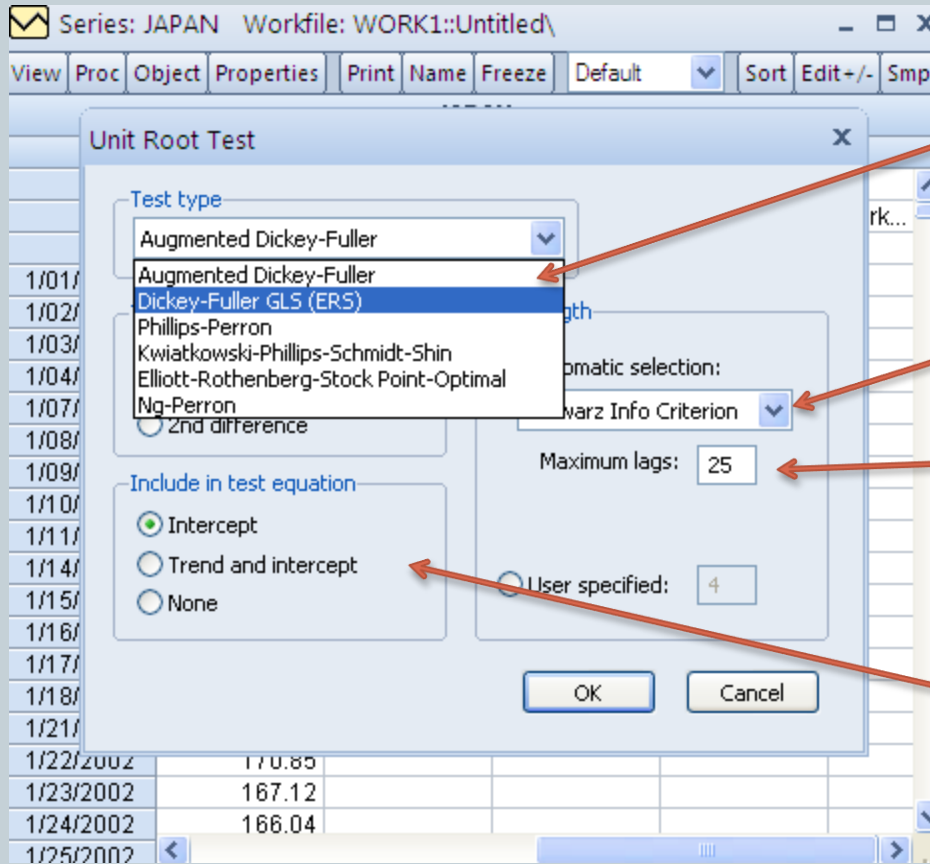 Series: JAPAN Workfile: WORK1::Untitled\
View Proc Object Properties Print Name Freeze Default Sort Edit+/- Smp
Unit Root Test
Test type
Augmented Dickey-Fuller
rk...
Augmented Dickey-Fuller
Dickey-Fuller GLS (ERS)
Phillips-Perron
Kwiatkowski-Phillips-Schmidt-Shin
Elliott-Rothenberg-Stock Point-Optimal
Ng-Perron
gth
omatic selection:
warz Info Criterion
2nd difference
Maximum lags: 25
Include in test equation
Intercept
Trend and intercept
None
User specified: 4
OK Cancel
1/01/
1/02/
1/03/
1/04/
1/07/
1/08/
1/09/
1/10/
1/11/
1/14/
1/15/
1/16/
1/17/
1/18/
1/21/
1/22/2002 170.85
1/23/2002 167.12
1/24/2002 166.04
1/25/2002